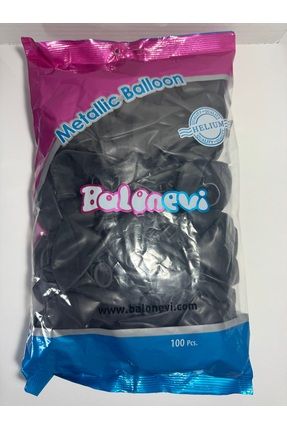 Metallic Balloon
HELIUM
Balonevi
www.balonevi.com
100 Pcs.